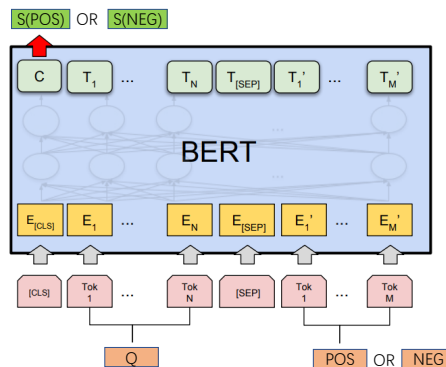 S(POS) OR S(NEG)
C T1 ... TN T[SEP] T1' ... TM'
...
BERT
...
E[CLS] E1 ... EN E[SEP] E1' ... EM'
[CLS] Tok 1 ... Tok N [SEP] Tok 1 ... Tok M
Q POS OR NEG